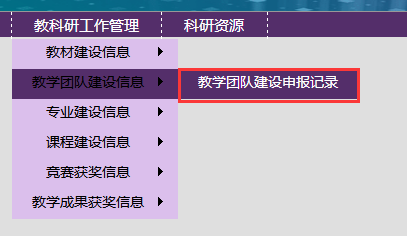 教科研工作管理 科研资源
教材建设信息
教学团队建设信息 教学团队建设申报记录
专业建设信息
课程建设信息
竞赛获奖信息
教学成果获奖信息